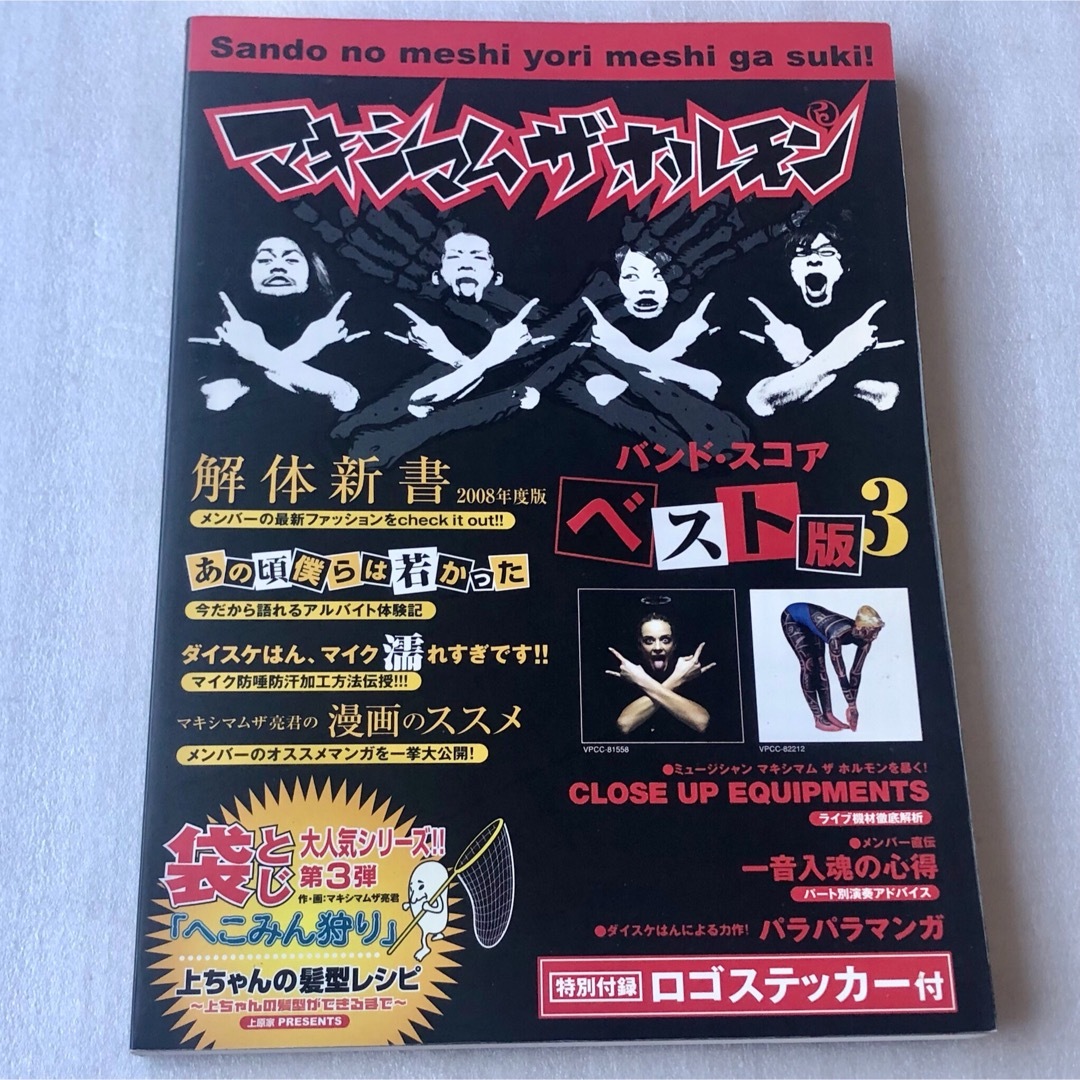 Sando no meshi yori meshi ga suki!
マキシマム ザ ホルモン
解体新書 2008年度版
メンバーの最新ファッションをcheck it out!!
あの頃僕らは若かった
今だから語れるアルバイト体験記
ダイスケはん、マイク濡れすぎです!!
マイク防唾防汗加工方法伝授!!!
マキシマムザ亮君の 漫画のススメ
メンバーのオススメマンガを一挙大公開!
袋とじ
大人気シリーズ!!
第3弾
作・画:マキシマムザ亮君
「へこみん狩り」
上ちゃんの髪型レシピ
〜上ちゃんの髪型ができるまで〜
上原家 PRESENTS
バンド・スコア
ベスト版3
VPCC-81558
VPCC-82212
●ミュージシャン マキシマム ザ ホルモンを暴く!
CLOSE UP EQUIPMENTS
ライブ機材徹底解析
●メンバー直伝
一音入魂の心得
パート別演奏アドバイス
●ダイスケはんによる力作! パラパラマンガ
特別付録 ロゴステッカー付